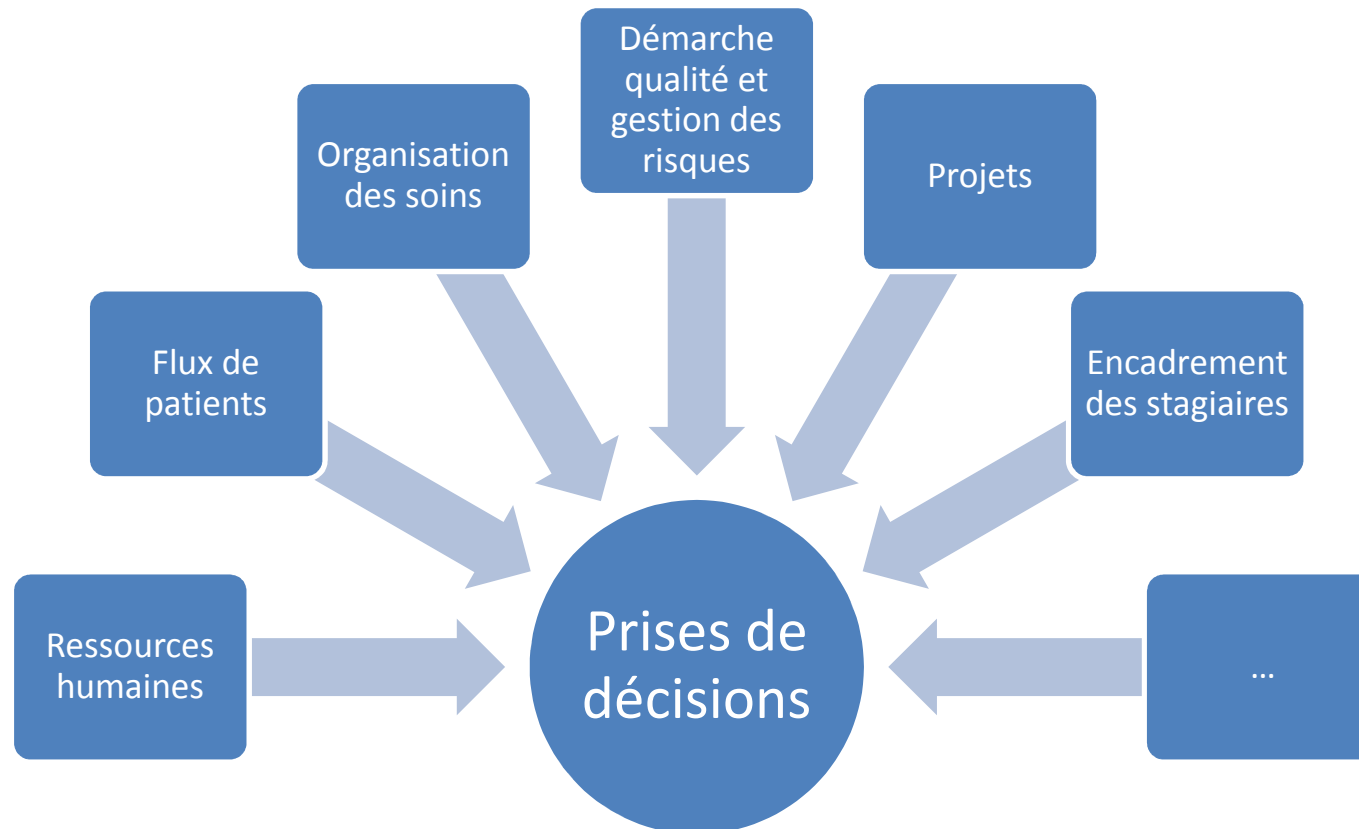 Démarche
qualité et
gestion des
risques
Organisation
des soins
Projets
Flux de
patients
Encadrement
des stagiaires
Ressources
humaines
Prises de
décisions
...